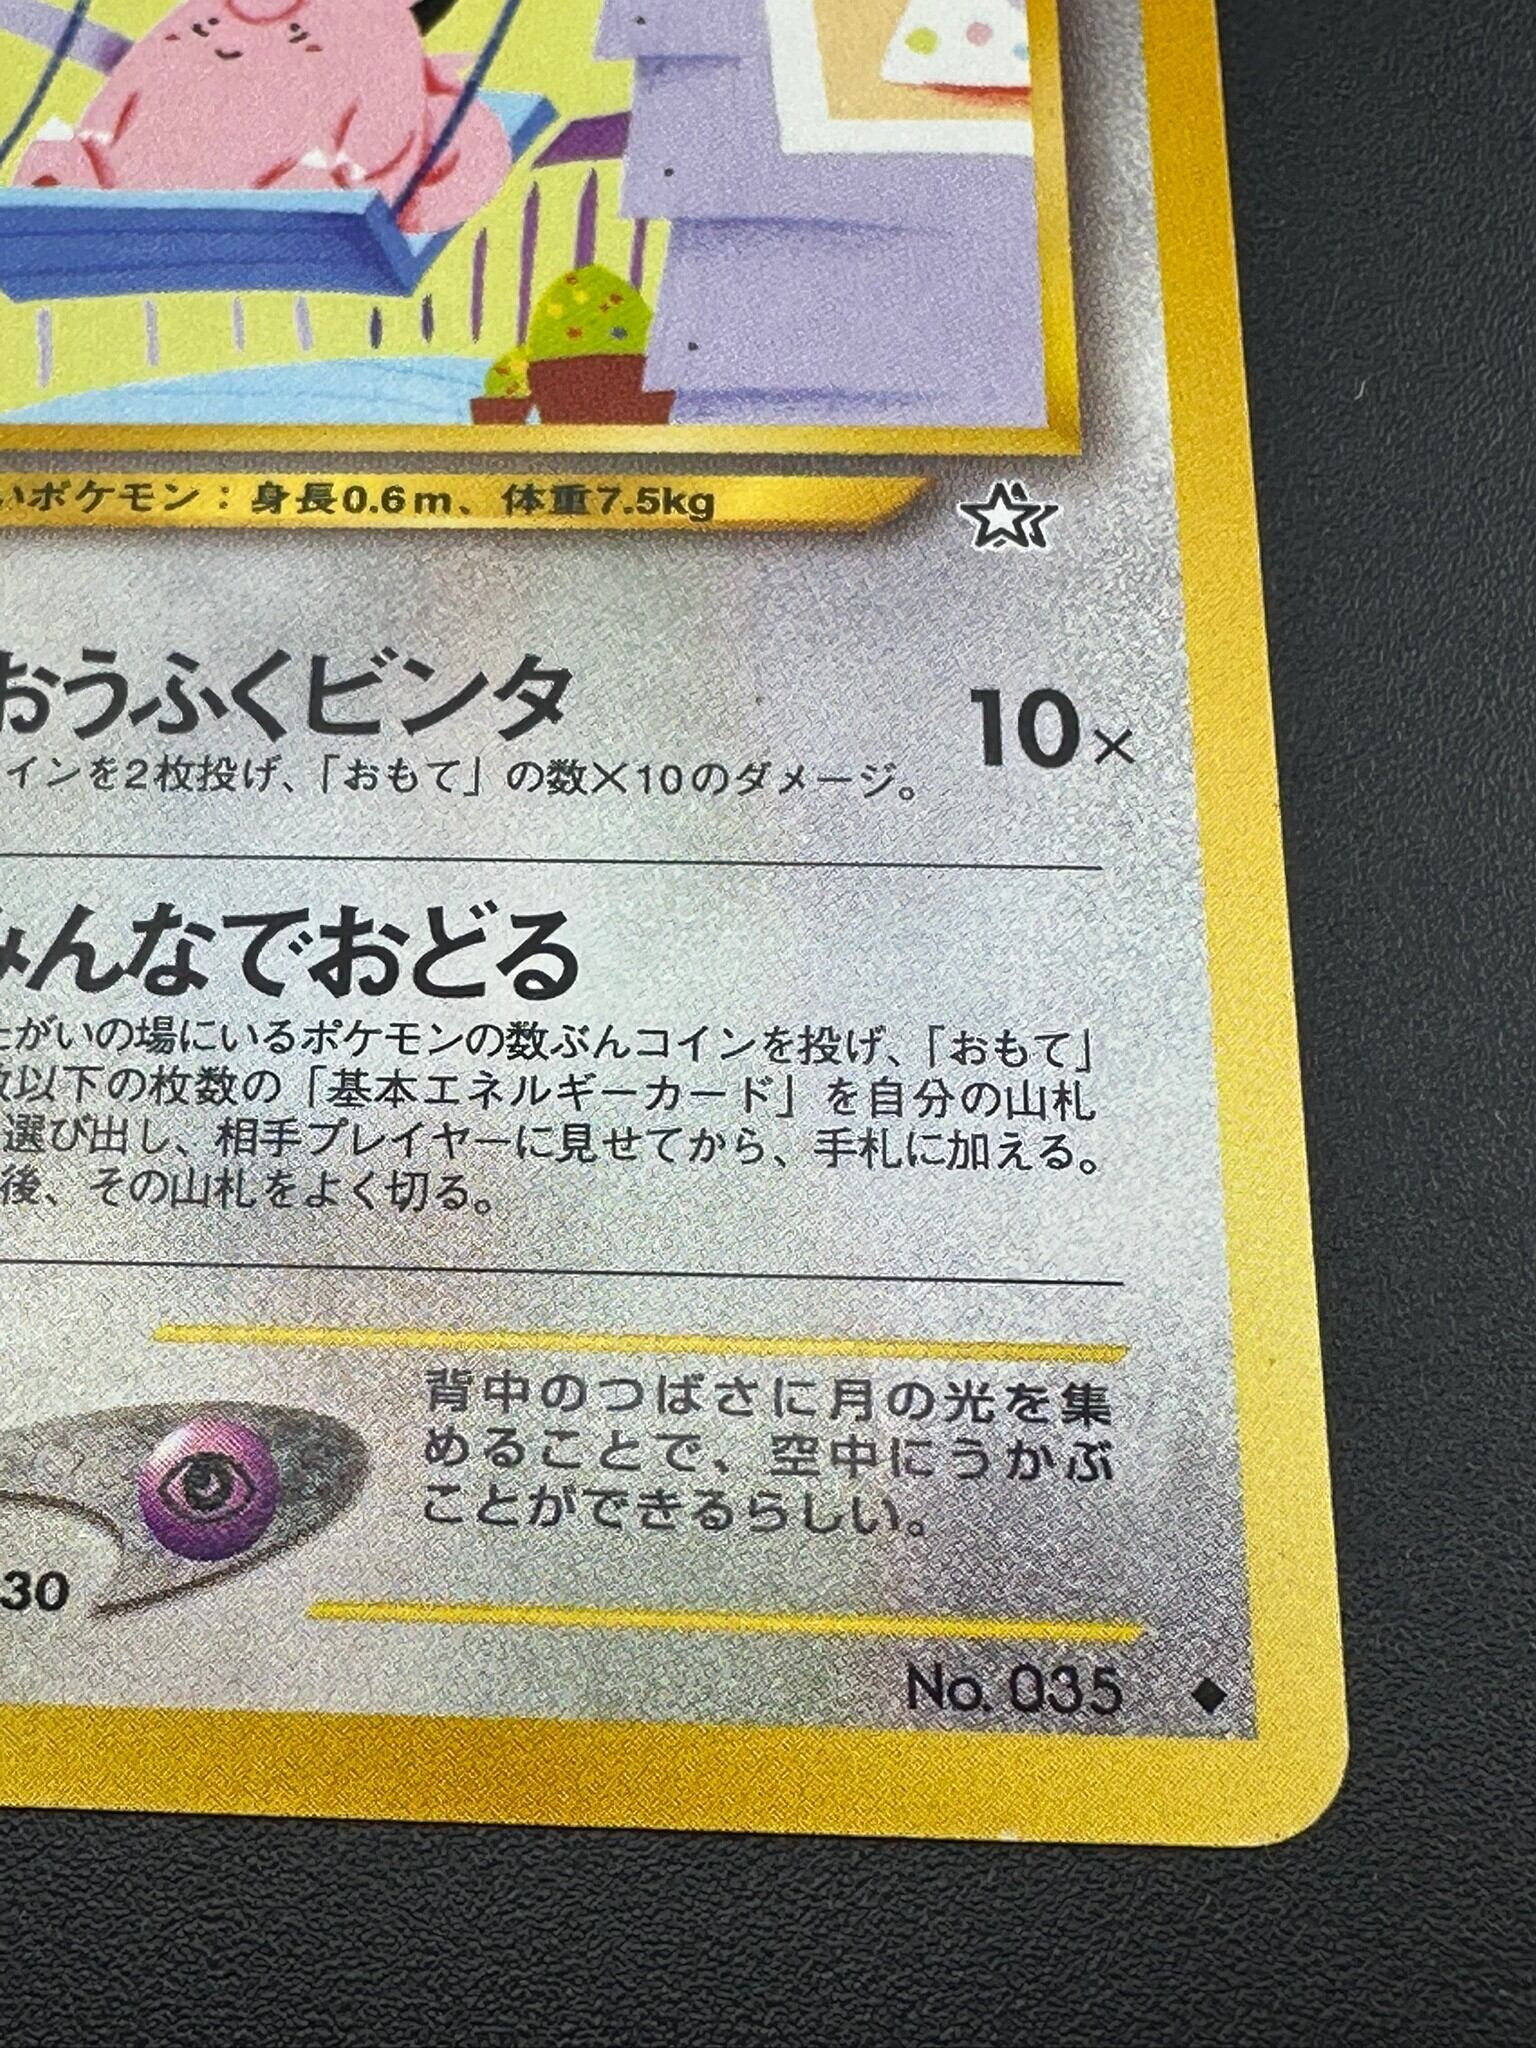 いポケモン：身長0.6m、体重7.5kg
おうふくビンタ 10×
インを2枚投げ、「おもて」の数×10のダメージ。
みんなでおどる
がいの場にいるポケモンの数ぶんコインを投げ、「おもて」
数以下の枚数の「基本エネルギーカード」を自分の山札
選び出し、相手プレイヤーに見せてから、手札に加える。
後、その山札をよく切る。
背中のつばさに月の光を集
めることで、空中にうかぶ
ことができるらしい。
30
No. 035 ◆